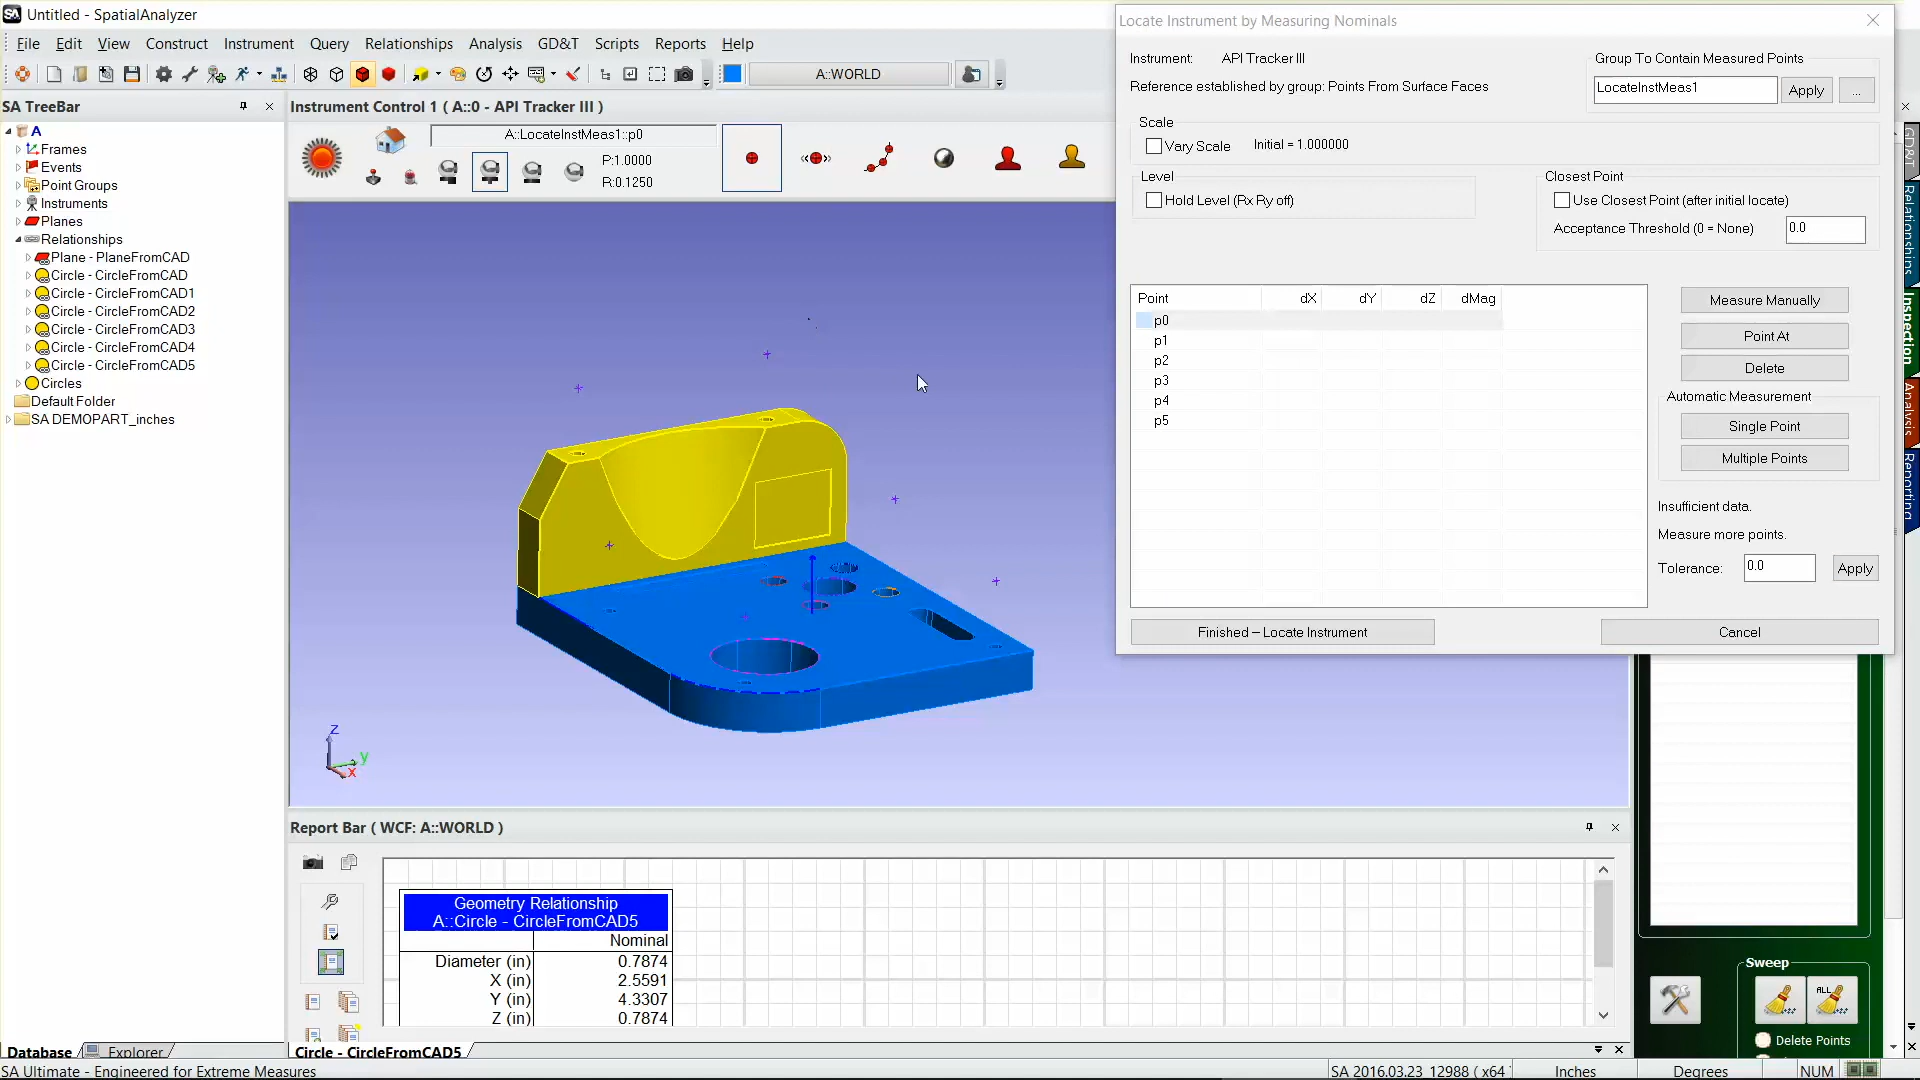 Untitled - SpatialAnalyzer
File Edit View Construct Instrument Query Relationships Analysis GD&T Scripts Reports Help
A::WORLD
SA TreeBar
A
Frames
Events
Point Groups
Instruments
Planes
Relationships
Plane - PlaneFromCAD
Circle - CircleFromCAD
Circle - CircleFromCAD1
Circle - CircleFromCAD2
Circle - CircleFromCAD3
Circle - CircleFromCAD4
Circle - CircleFromCAD5
Circles
Default Folder
SA DEMOPART_inches
Database Explorer
Instrument Control 1 ( A::0 - API Tracker III )
A::LocateInstMeas1::p0
P:1.0000
R:0.1250
z
y
x
Locate Instrument by Measuring Nominals
Instrument: API Tracker III
Reference established by group: Points From Surface Faces
Group To Contain Measured Points
LocateInstMeas1 Apply ...
Scale
Vary Scale Initial = 1.000000
Level
Hold Level (Rx Ry off)
Closest Point
Use Closest Point (after initial locate)
Acceptance Threshold (0 = None) 0.0
Point dX dY dZ dMag
p0
p1
p2
p3
p4
p5
Measure Manually
Point At
Delete
Automatic Measurement
Single Point
Multiple Points
Insufficient data.
Measure more points.
Tolerance: 0.0 Apply
Finished – Locate Instrument Cancel
GD&T
Relationships
Inspection
Analysis
Reporting
Report Bar ( WCF: A::WORLD )
Geometry Relationship
A::Circle - CircleFromCAD5
Nominal
Diameter (in) 0.7874
X (in) 2.5591
Y (in) 4.3307
Z (in) 0.7874
Circle - CircleFromCAD5
Sweep
ALL
Delete Points
SA Ultimate - Engineered for Extreme Measures
SA 2016.03.23_12988 ( x64 Inches Degrees NUM